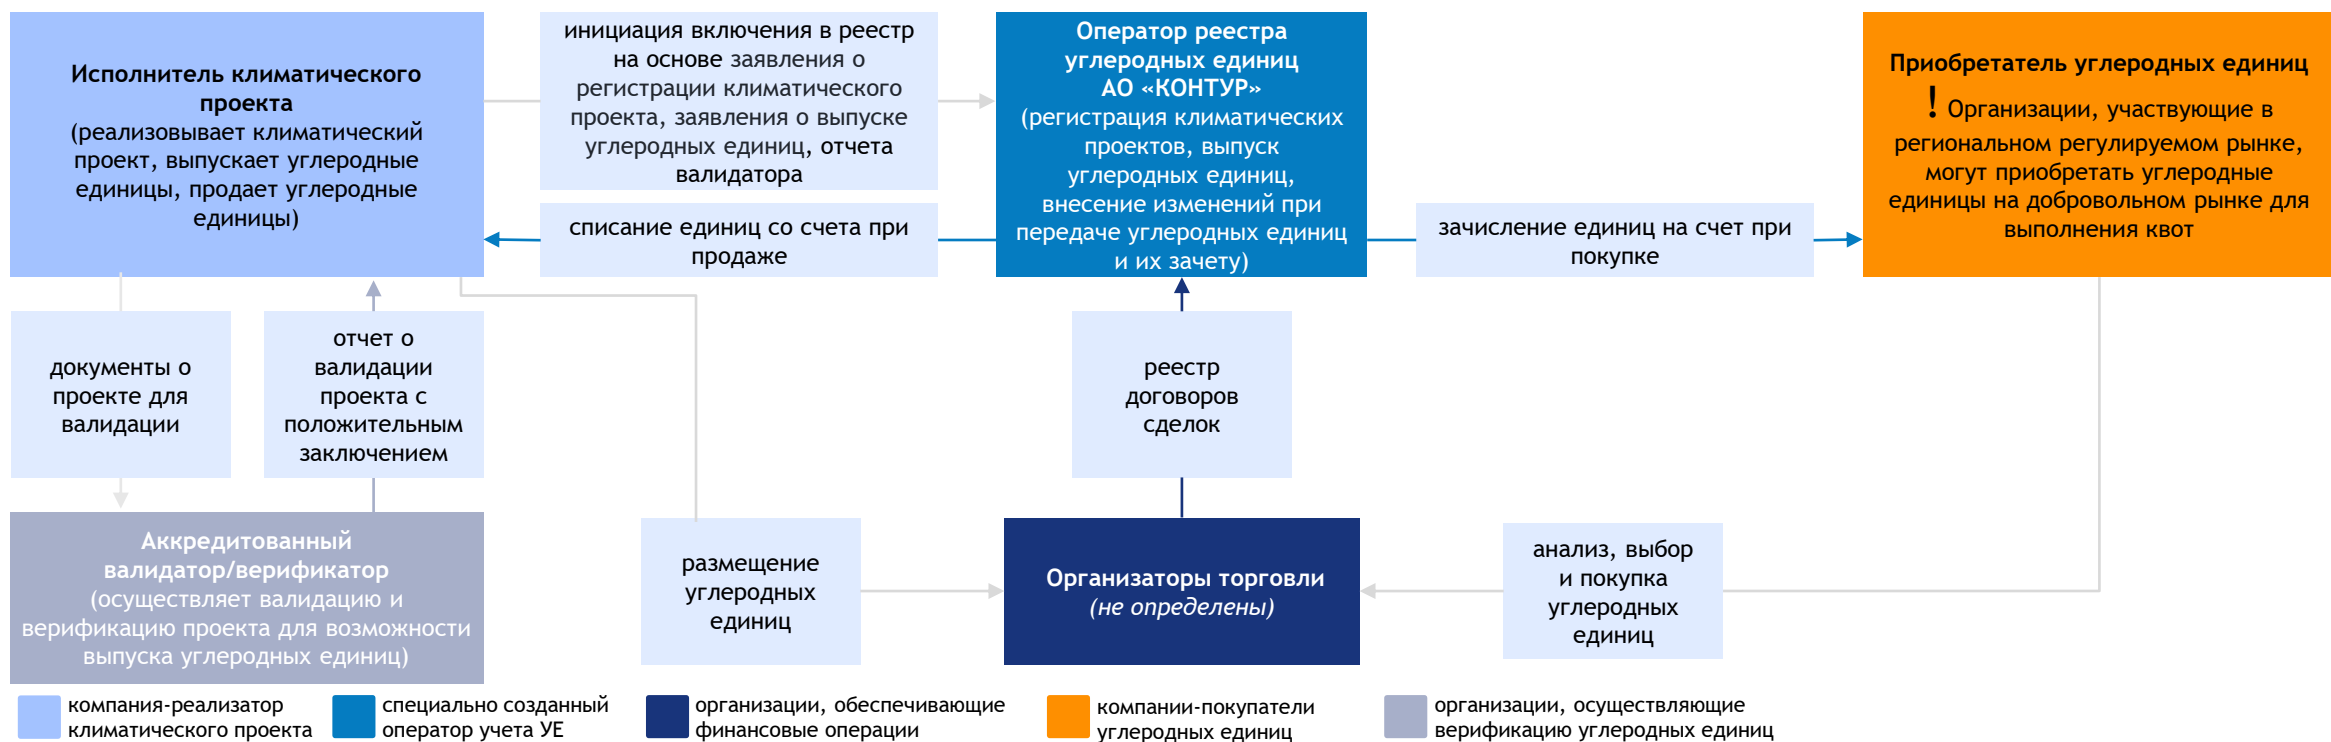 Исполнитель климатического
проекта
(реализовывает климатический
проект, выпускает углеродные
единицы, продает углеродные
единицы)
инициация включения в реестр
на основе заявления о
регистрации климатического
проекта, заявления о выпуске
углеродных единиц, отчета
валидатора
списание единиц со счета при
продаже
Оператор реестра
углеродных единиц
АО «КОНТУР»
(регистрация климатических
проектов, выпуск
углеродных единиц,
внесение изменений при
передаче углеродных единиц
и их зачету)
зачисление единиц на счет при
покупке
Приобретатель углеродных единиц
! Организации, участвующие в
региональном регулируемом рынке,
могут приобретать углеродные
единицы на добровольном рынке для
выполнения квот
документы о
проекте для
валидации
отчет о
валидации
проекта с
положительным
заключением
реестр
договоров
сделок
Аккредитованный
валидатор/верификатор
(осуществляет валидацию и
верификацию проекта для возможности
выпуска углеродных единиц)
размещение
углеродных
единиц
Организаторы торговли
(не определены)
анализ, выбор
и покупка
углеродных
единиц
компания-реализатор
климатического проекта
специально созданный
оператор учета УЕ
организации, обеспечивающие
финансовые операции
компании-покупатели
углеродных единиц
организации, осуществляющие
верификацию углеродных единиц